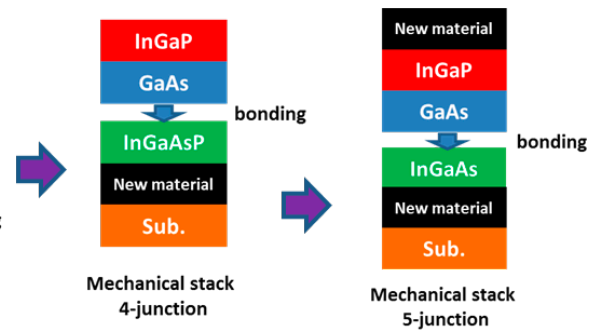 InGaP
GaAs
bonding
InGaAsP
New material
Sub.
Mechanical stack
4-junction
New material
InGaP
GaAs
bonding
InGaAs
New material
Sub.
Mechanical stack
5-junction